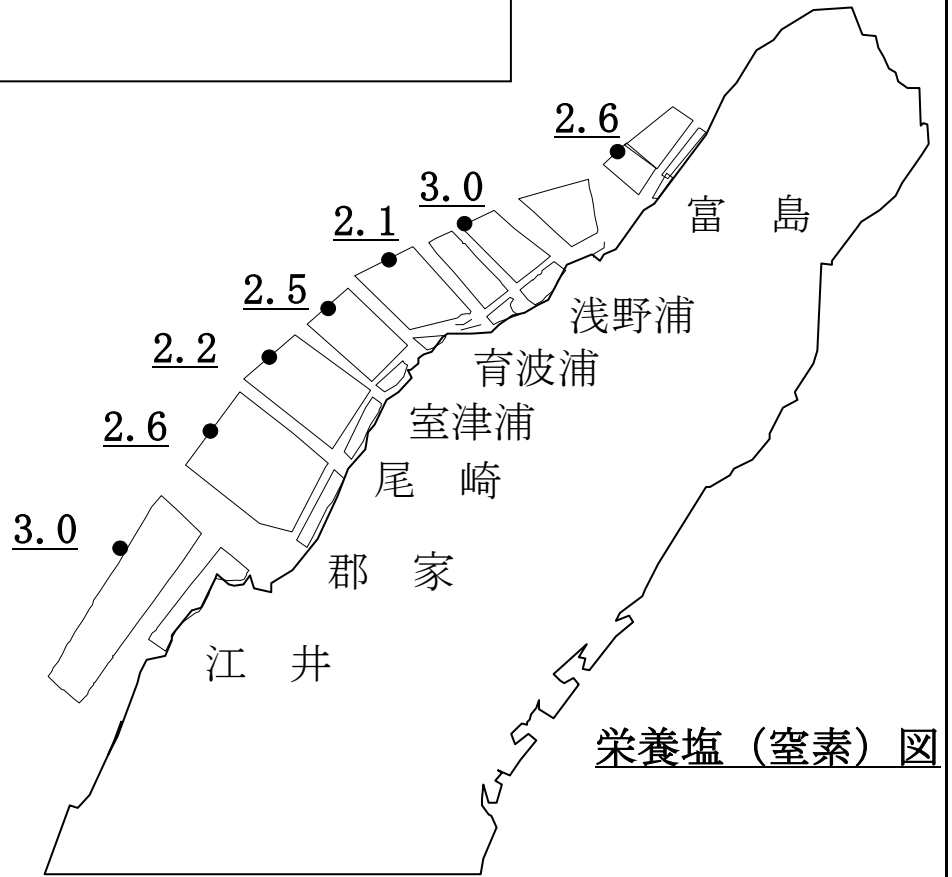 2.6
3.0
2.1
2.5
2.2
2.6
3.0
富　島
浅野浦
育波浦
室津浦
尾　崎
郡　家
江　井
栄養塩（窒素）図